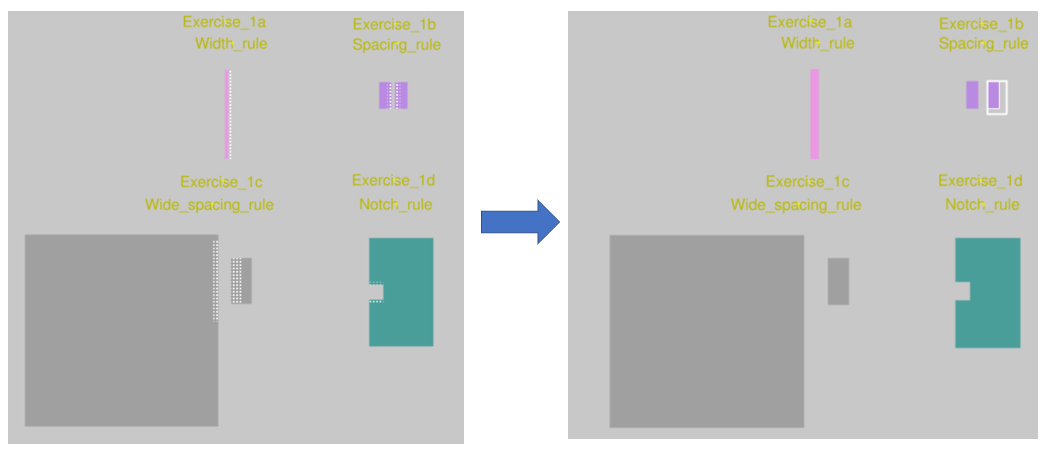 Exercise_1a
Width_rule
Exercise_1b
Spacing_rule
Exercise_1c
Wide_spacing_rule
Exercise_1d
Notch_rule
Exercise_1a
Width_rule
Exercise_1b
Spacing_rule
Exercise_1c
Wide_spacing_rule
Exercise_1d
Notch_rule